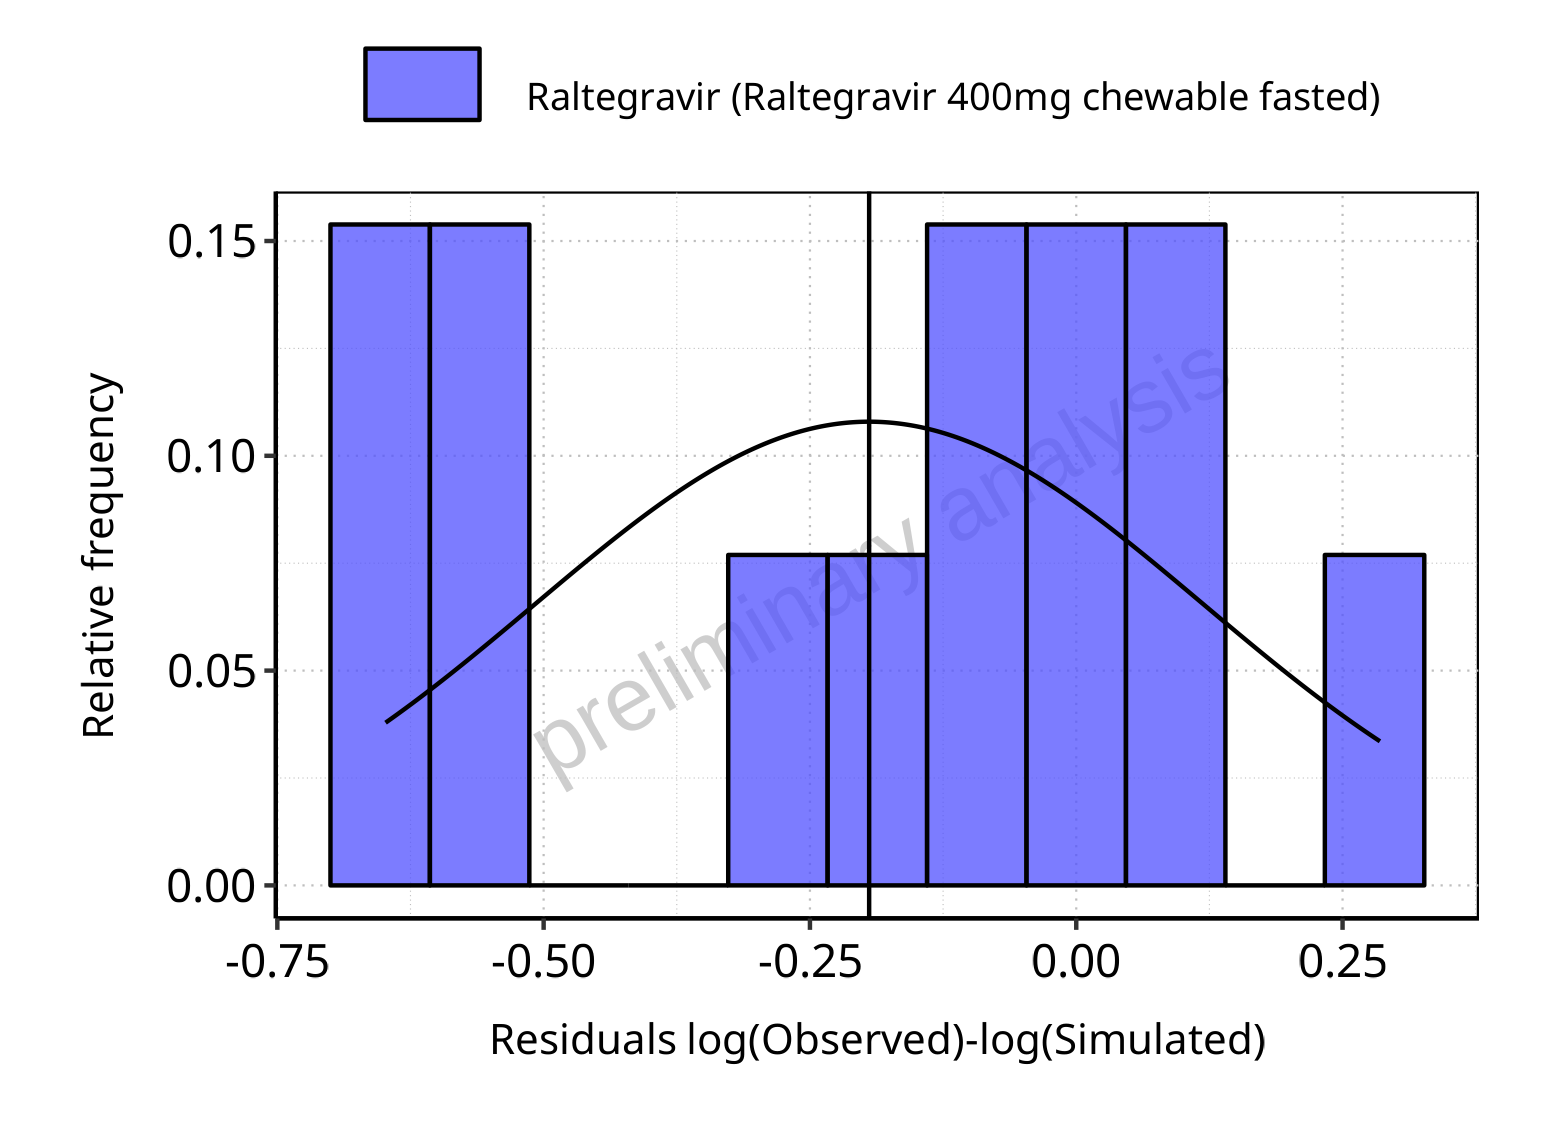 Raltegravir (Raltegravir 400mg chewable fasted)
0.15
0.10
0.05
0.00
Relative frequency
preliminary analysis
-0.75 -0.50 -0.25 0.00 0.25
Residuals log(Observed)-log(Simulated)